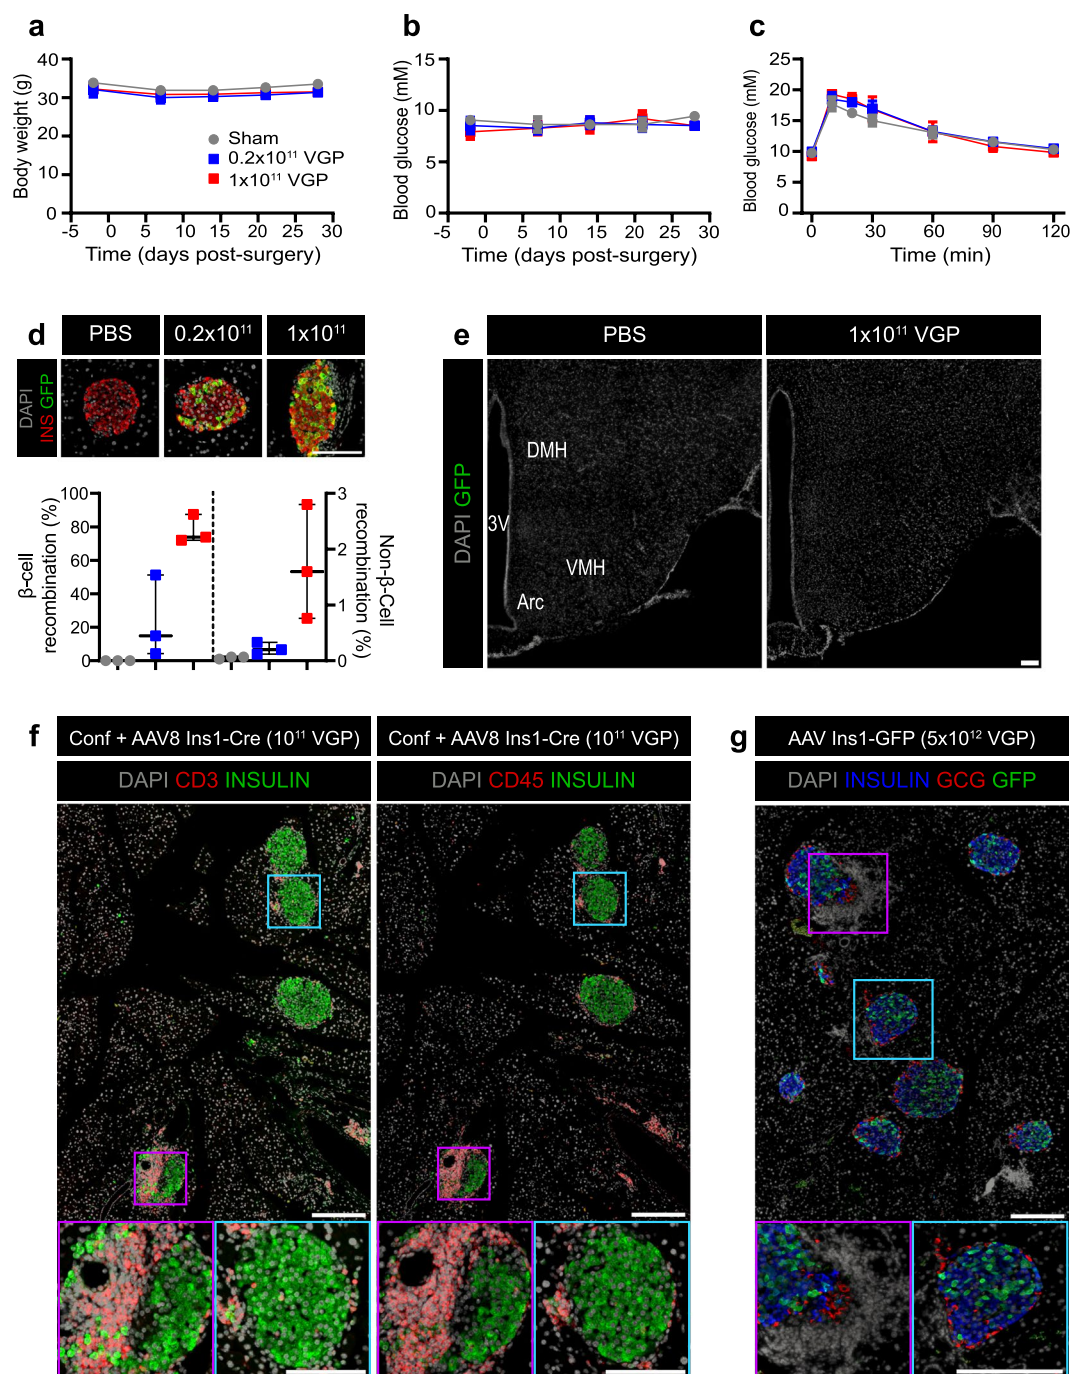 a
40
30
20
10
0
Body weight (g)
Sham
0.2x10¹¹ VGP
1x10¹¹ VGP
-5 0 5 10 15 20 25 30
Time (days post-surgery)
b
15
10
5
0
Blood glucose (mM)
-5 0 5 10 15 20 25 30
Time (days post-surgery)
c
25
20
15
10
5
0
Blood glucose (mM)
0 30 60 90 120
Time (min)
d
PBS 0.2x10¹¹ 1x10¹¹
DAPI
INS GFP
100
80
60
40
20
0
β-cell
recombination (%)
3
2
1
0
Non-β-Cell
recombination (%)
e
PBS 1x10¹¹ VGP
DAPI GFP
DMH
3V
VMH
Arc
f
Conf + AAV8 Ins1-Cre (10¹¹ VGP) Conf + AAV8 Ins1-Cre (10¹¹ VGP)
DAPI CD3 INSULIN DAPI CD45 INSULIN
g
AAV Ins1-GFP (5x10¹² VGP)
DAPI INSULIN GCG GFP